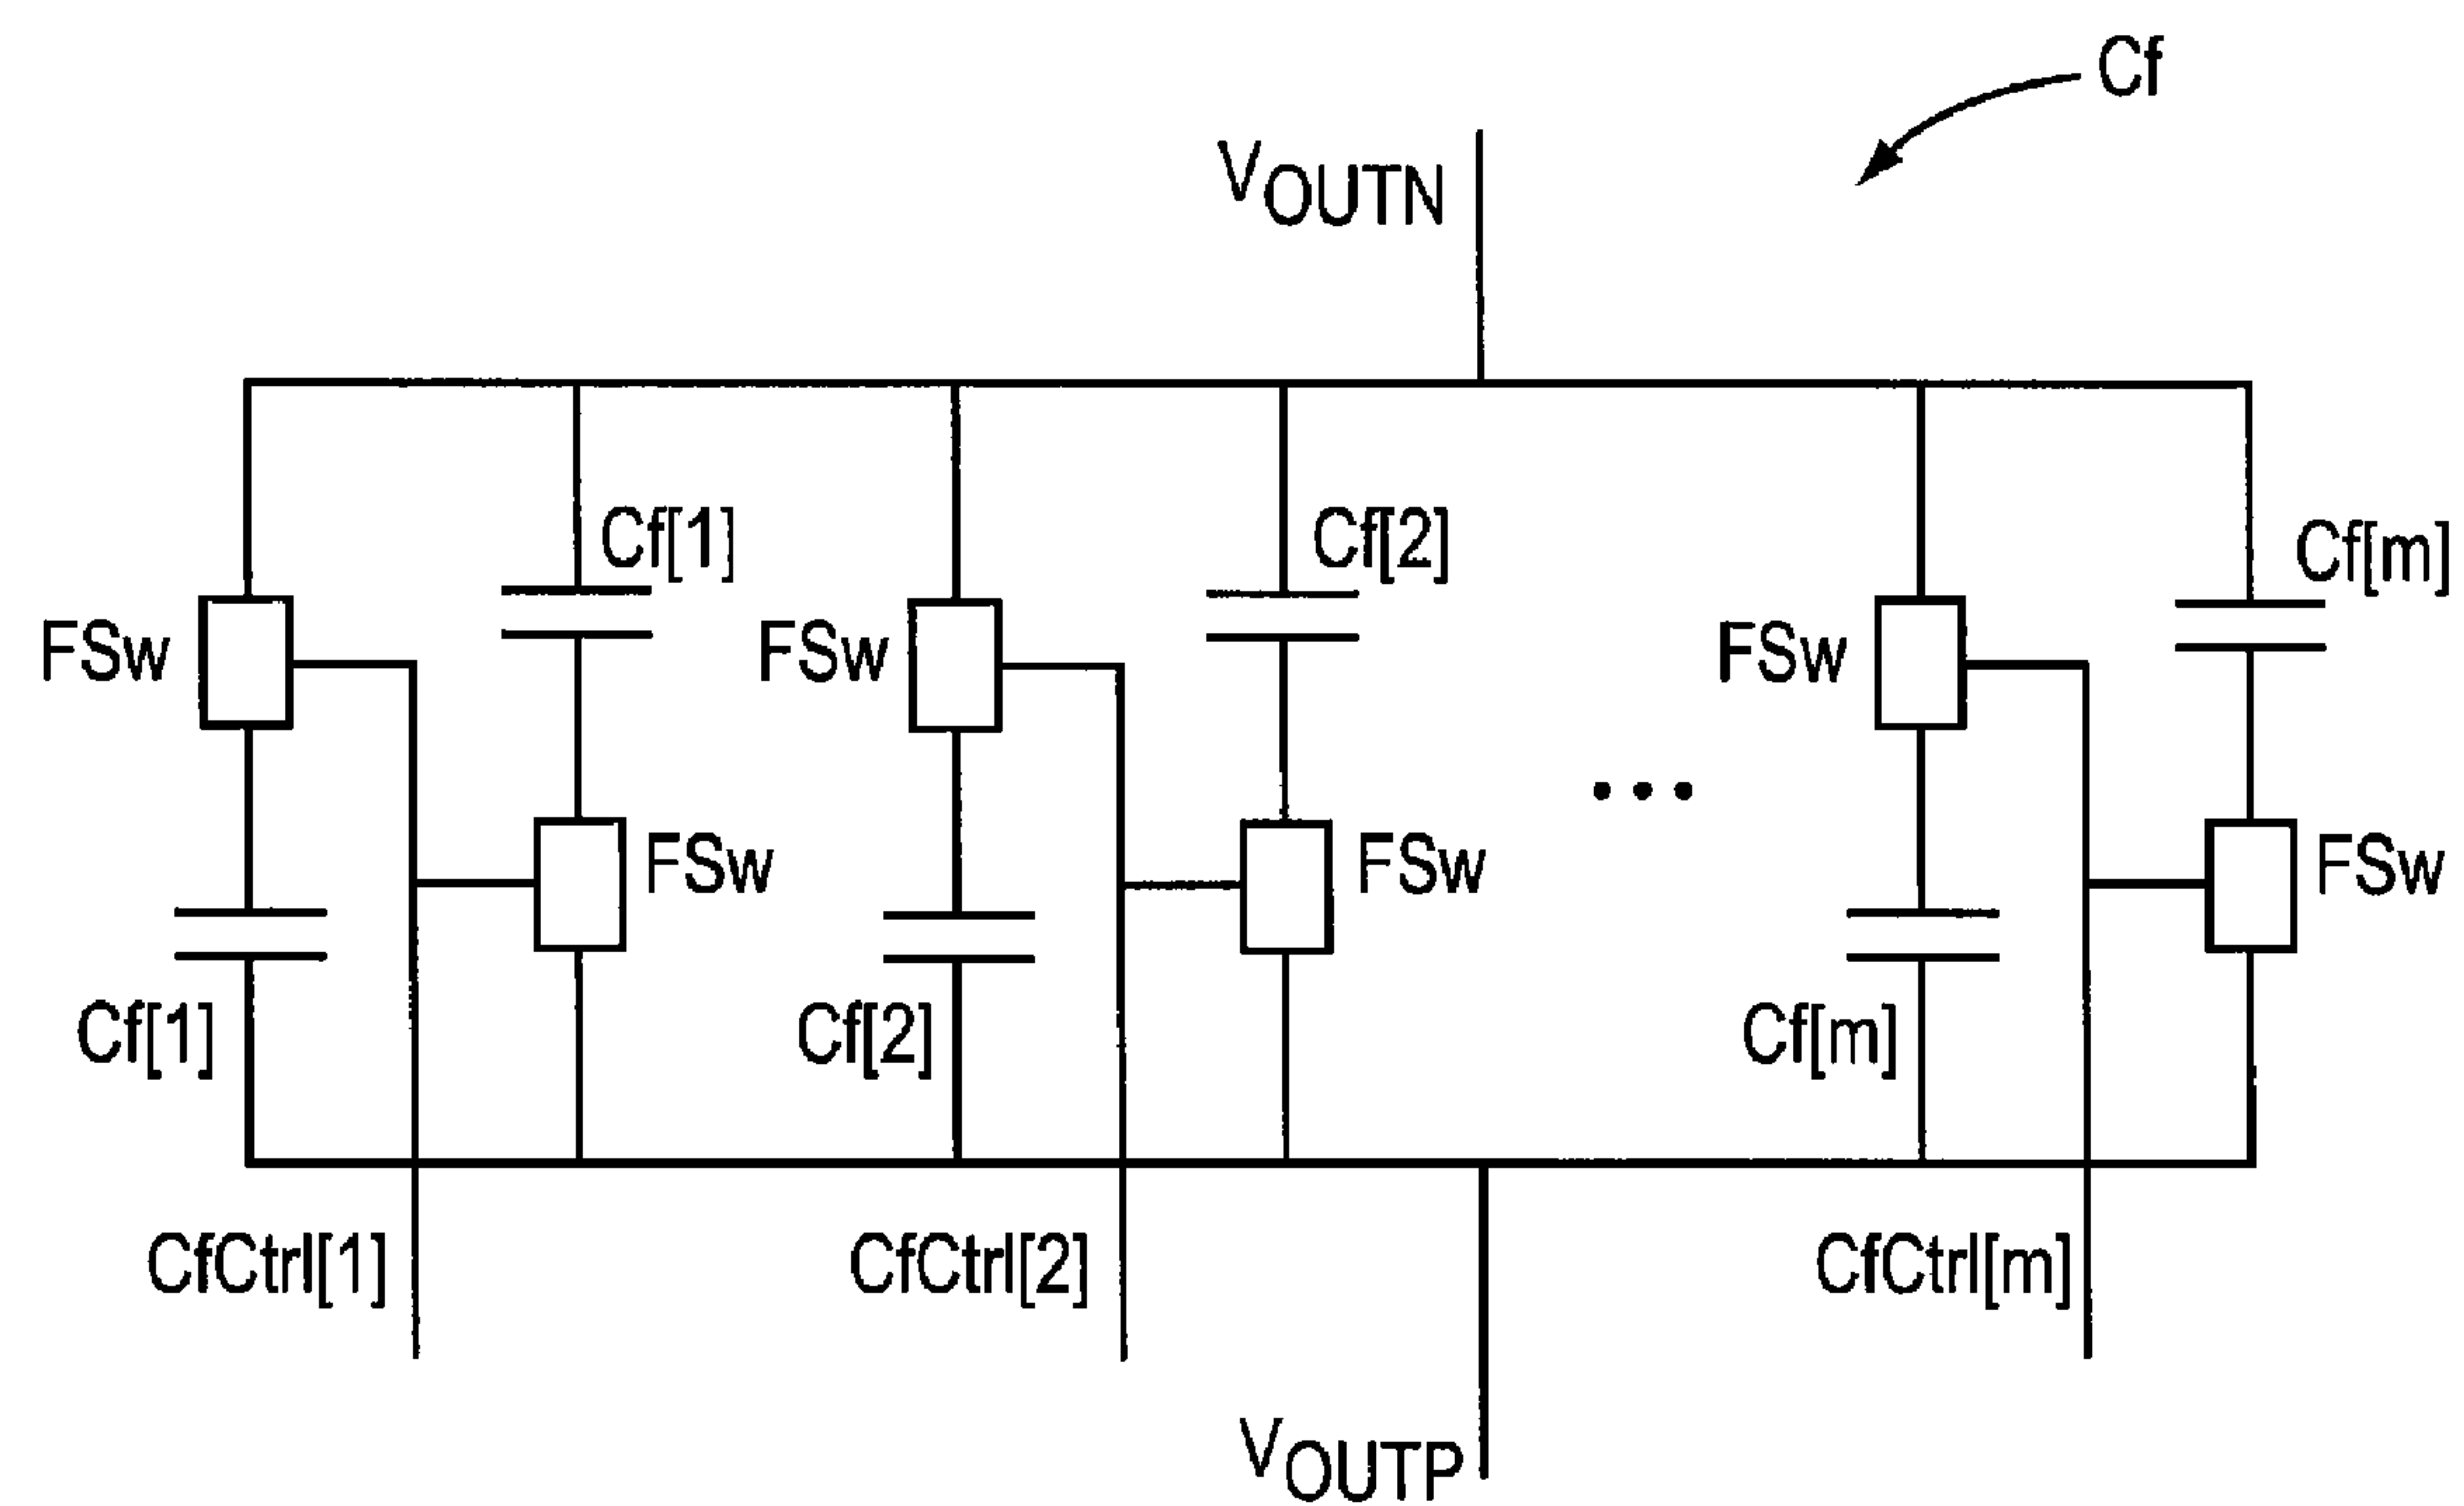 Cf
VOUTN
Cf[1]
Cf[2]
Cf[m]
FSw
FSw
FSw
FSw
FSw
FSw
Cf[1]
Cf[2]
Cf[m]
CfCtrl[1]
CfCtrl[2]
CfCtrl[m]
VOUTP